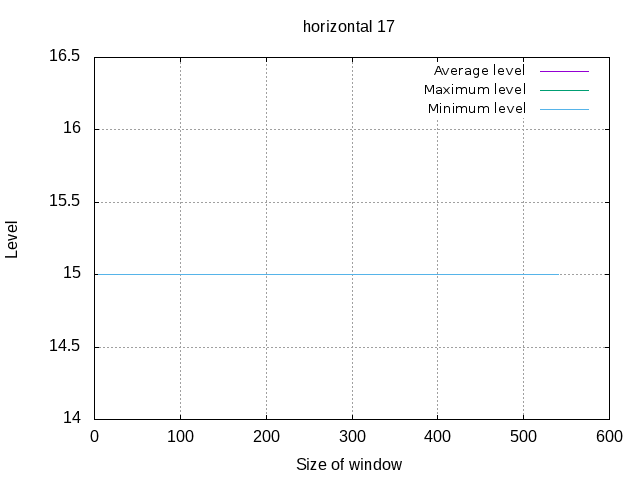 horizontal 17
16.5
16
15.5
15
14.5
14
Level
Average level
Maximum level
Minimum level
0 100 200 300 400 500 600
Size of window